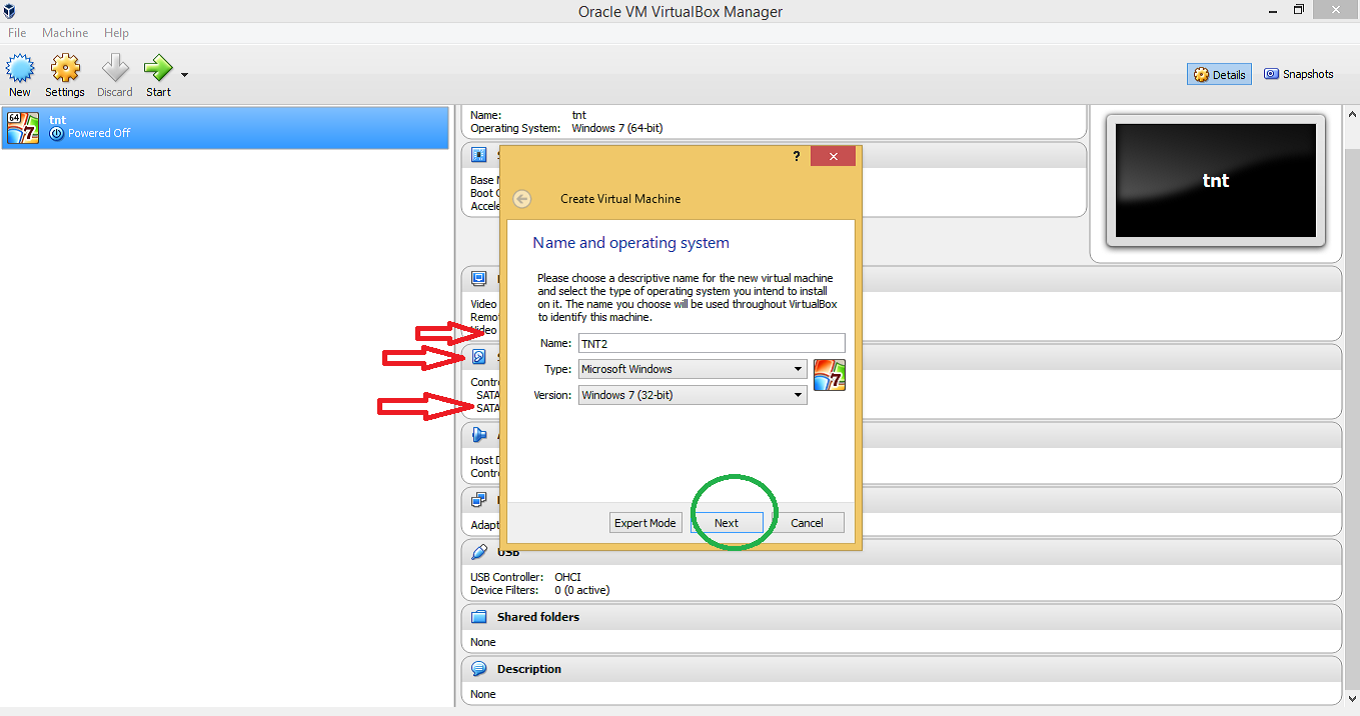 Oracle VM VirtualBox Manager
File Machine Help
New Settings Discard Start
Details Snapshots
64 7
tnt
Powered Off
Name: tnt
Operating System: Windows 7 (64-bit)
tnt
Base
Boot
Accele
?
Create Virtual Machine
Name and operating system
Please choose a descriptive name for the new virtual machine
and select the type of operating system you intend to install
on it. The name you choose will be used throughout VirtualBox
to identify this machine.
Name: TNT2
Type: Microsoft Windows
7
Version: Windows 7 (32-bit)
Expert Mode Next Cancel
Video
Remot
Video
Contr
SATA
SATA
Host D
Contro
Adapt
USB
USB Controller: OHCI
Device Filters: 0 (0 active)
Shared folders
None
Description
None